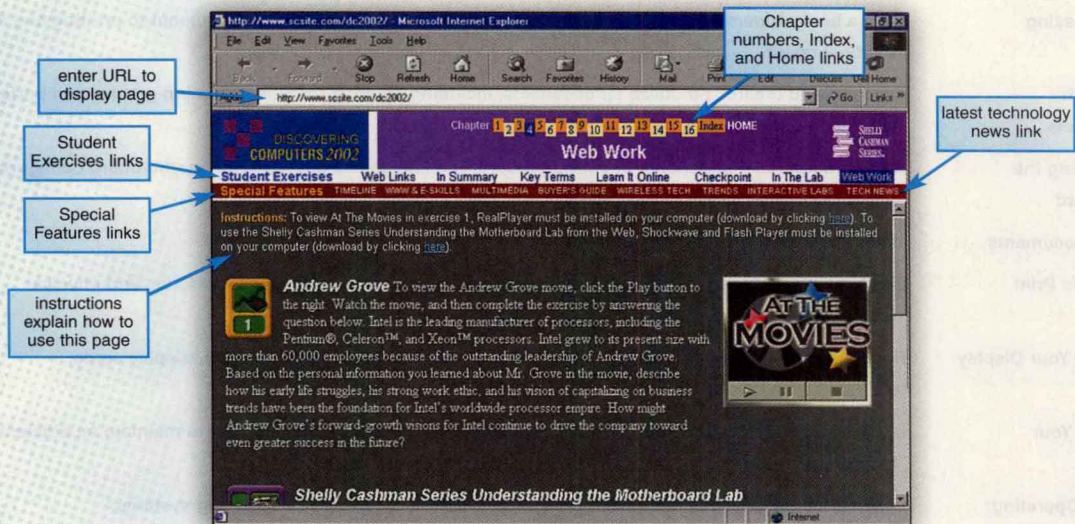 http://www.scsite.com/dc2002/ - Microsoft Internet Explorer
File Edit View Favorites Tools Help
Back Forward Stop Refresh Home Search Favorites History Mail Print Edit Discuss Dell Home
http://www.scsite.com/dc2002/ Go Links »
Chapter
numbers, Index,
and Home links
enter URL to
display page
latest technology
news link
Student
Exercises links
Special
Features links
instructions
explain how to
use this page
DISCOVERING
COMPUTERS 2002
Chapter 1 2 3 4 5 6 7 8 9 10 11 12 13 14 15 16 Index HOME
Web Work
SHELLY
CASHMAN
SERIES.
Student Exercises Web Links In Summary Key Terms Learn It Online Checkpoint In The Lab Web Work
Special Features TIMELINE WWW & E-SKILLS MULTIMEDIA BUYER'S GUIDE WIRELESS TECH TRENDS INTERACTIVE LABS TECH NEWS
Instructions: To view At The Movies in exercise 1, RealPlayer must be installed on your computer (download by clicking here). To
use the Shelly Cashman Series Understanding the Motherboard Lab from the Web, Shockwave and Flash Player must be installed
on your computer (download by clicking here).
1
Andrew Grove To view the Andrew Grove movie, click the Play button to
the right. Watch the movie, and then complete the exercise by answering the
question below. Intel is the leading manufacturer of processors, including the
Pentium®, Celeron™, and Xeon™ processors. Intel grew to its present size with
more than 60,000 employees because of the outstanding leadership of Andrew Grove.
Based on the personal information you learned about Mr. Grove in the movie, describe
how his early life struggles, his strong work ethic, and his vision of capitalizing on business
trends have been the foundation for Intel's worldwide processor empire. How might
Andrew Grove's forward-growth visions for Intel continue to drive the company toward
even greater success in the future?
AT THE
MOVIES
Shelly Cashman Series Understanding the Motherboard Lab
Internet